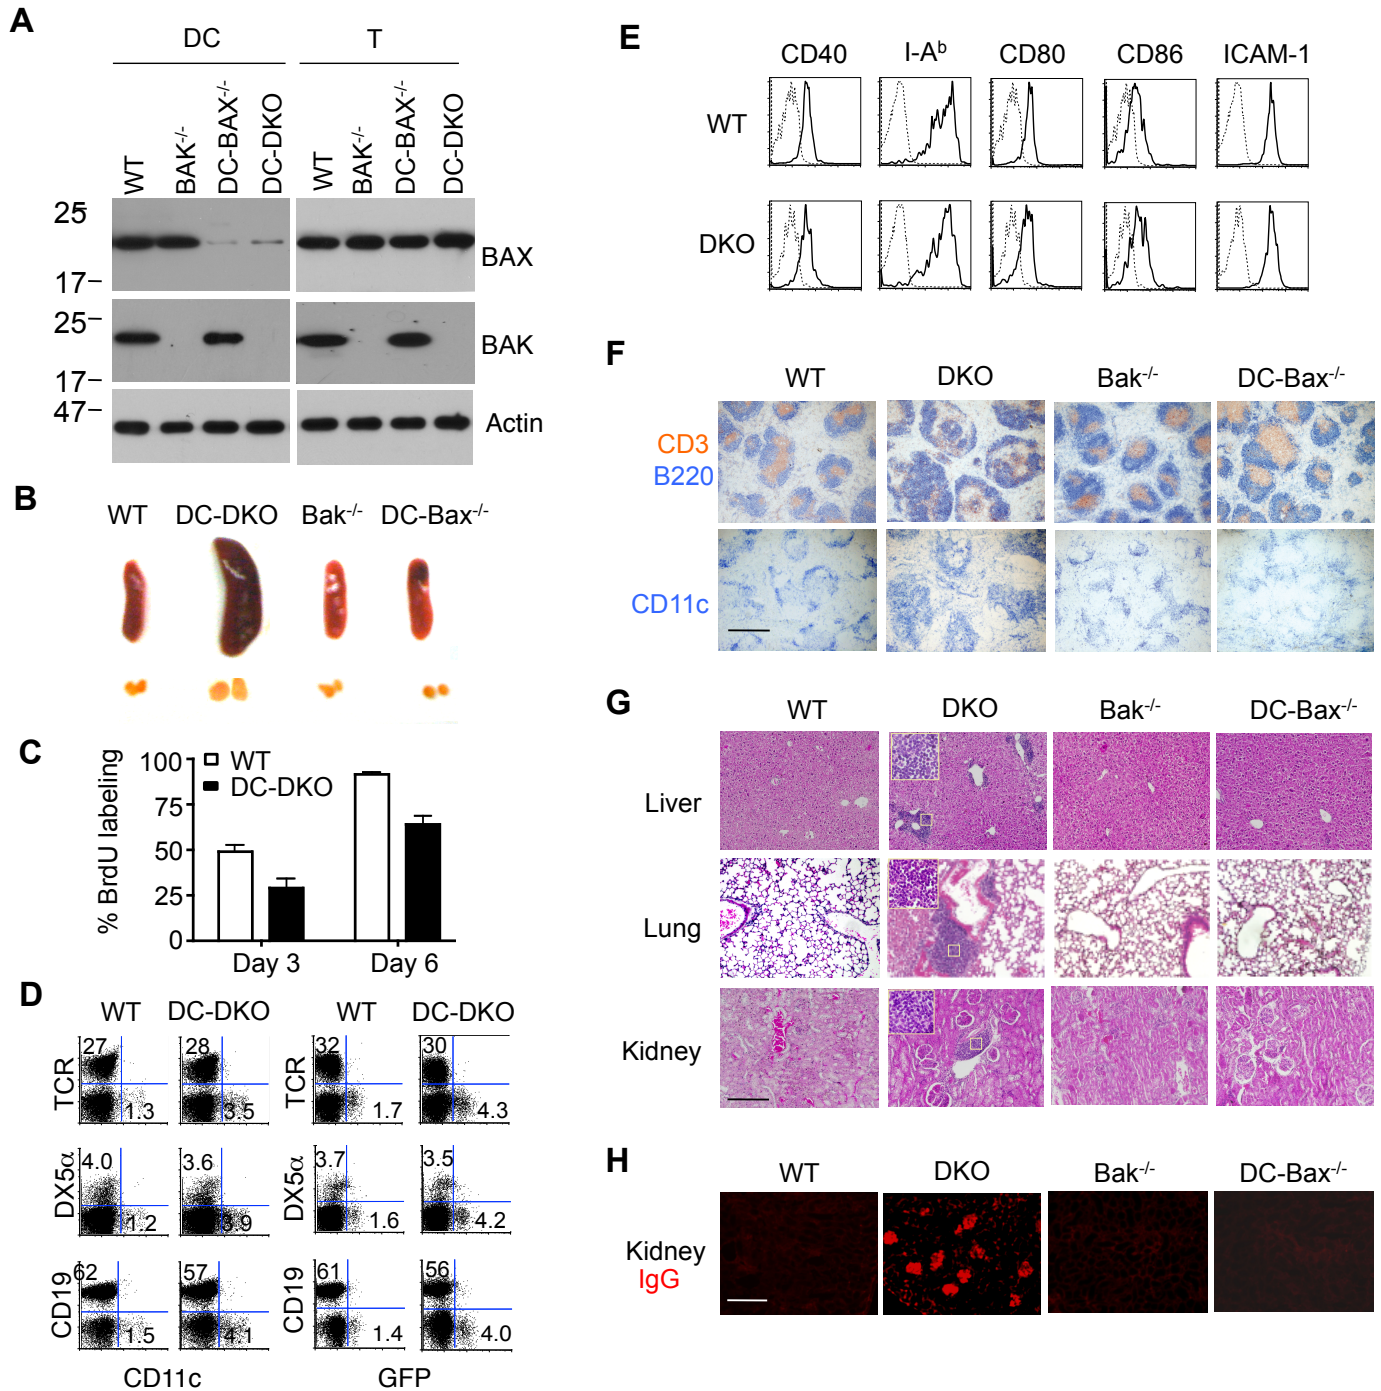 A
DC
T
WT
BAK-/-
DC-BAX-/-
DC-DKO
WT
BAK-/-
DC-BAX-/-
DC-DKO
25
17
BAX
25
17
BAK
47
Actin
B
WT
DC-DKO
Bak-/-
DC-Bax-/-
C
% BrdU labeling
100
75
50
25
0
WT
DC-DKO
Day 3
Day 6
D
WT
DC-DKO
WT
DC-DKO
TCR
27
1.3
28
3.5
TCR
32
1.7
30
4.3
DX5α
4.0
1.2
3.6
3.9
DX5α
3.7
1.6
3.5
4.2
CD19
62
1.5
57
4.1
CD19
61
1.4
56
4.0
CD11c
GFP
E
CD40
I-Ab
CD80
CD86
ICAM-1
WT
DKO
F
WT
DKO
Bak-/-
DC-Bax-/-
CD3
B220
CD11c
G
WT
DKO
Bak-/-
DC-Bax-/-
Liver
Lung
Kidney
H
WT
DKO
Bak-/-
DC-Bax-/-
Kidney
IgG